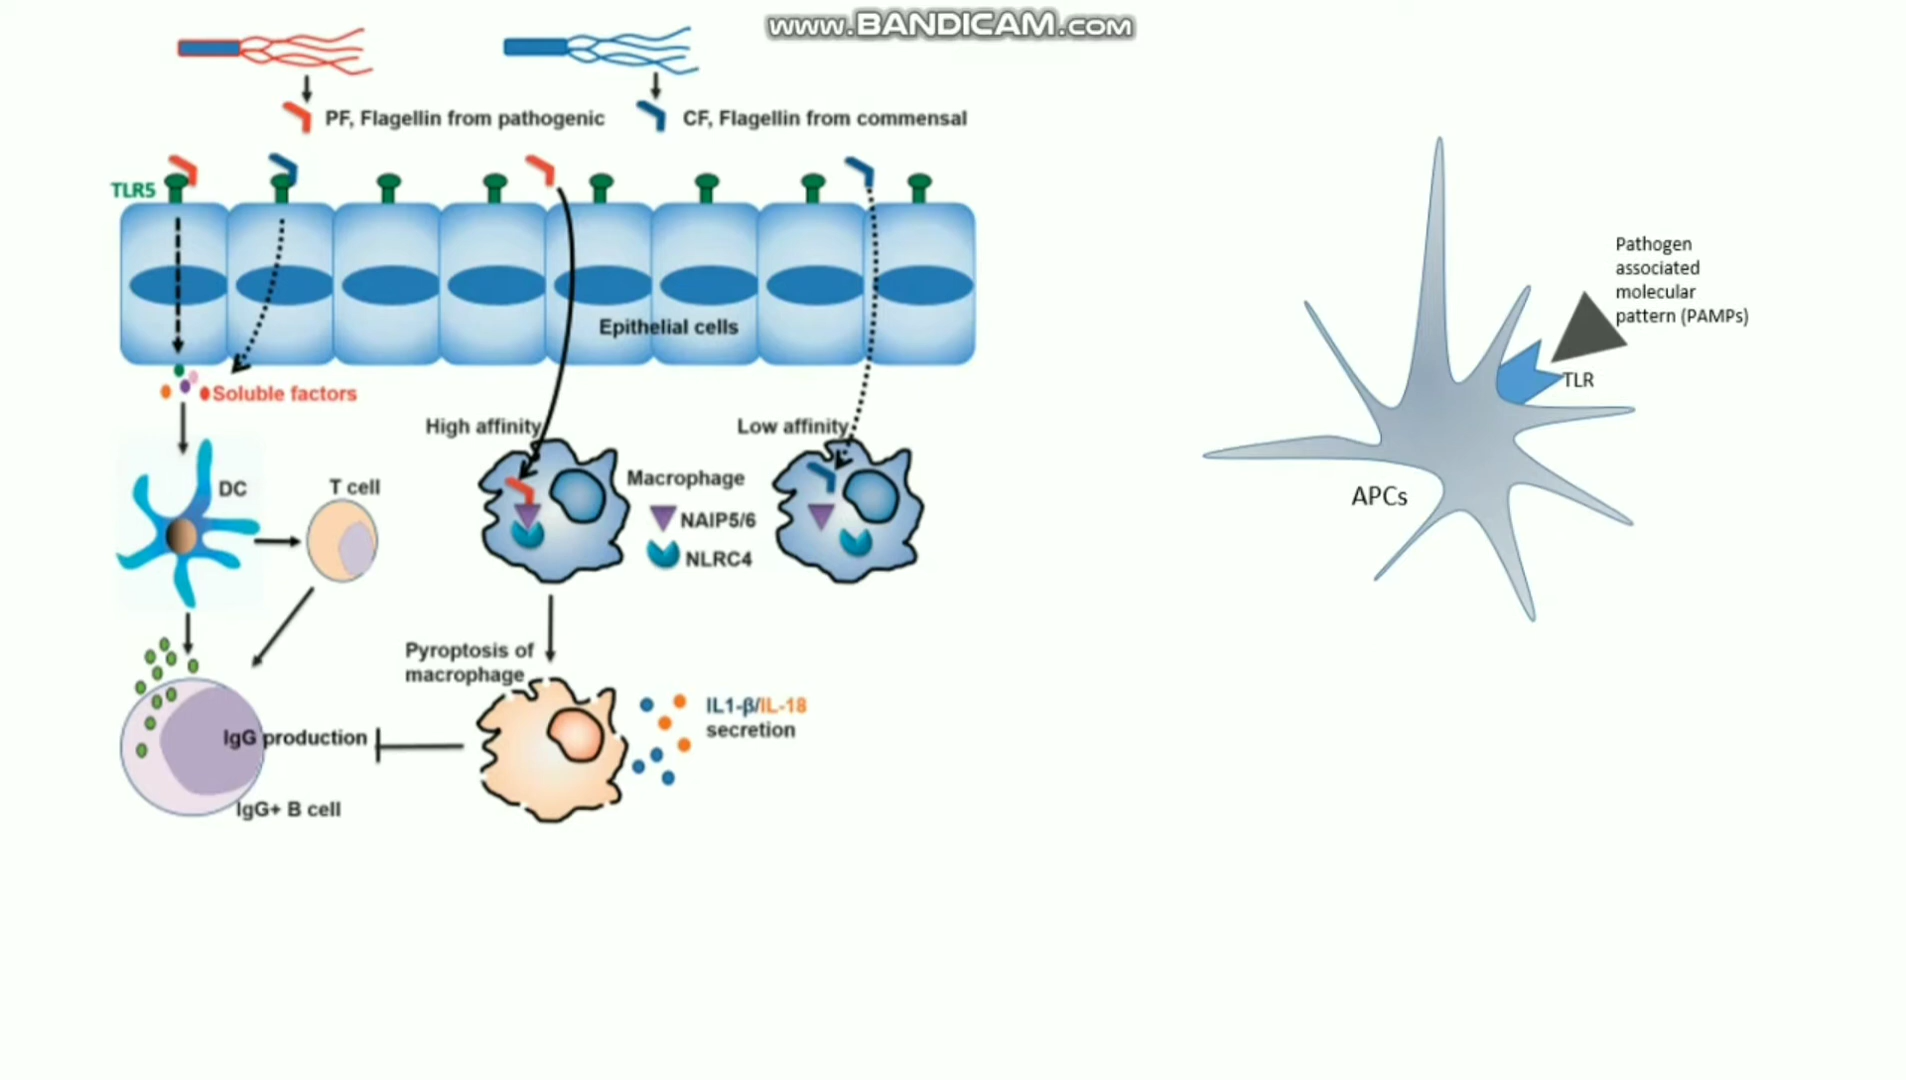 www.BANDICAM.com
PF, Flagellin from pathogenic
CF, Flagellin from commensal
TLR5
Epithelial cells
Soluble factors
High affinity
Low affinity
DC
T cell
Macrophage
NAIP5/6
NLRC4
Pyroptosis of
macrophage
IL1-β/IL-18
secretion
IgG production
IgG+ B cell
Pathogen
associated
molecular
pattern (PAMPs)
TLR
APCs